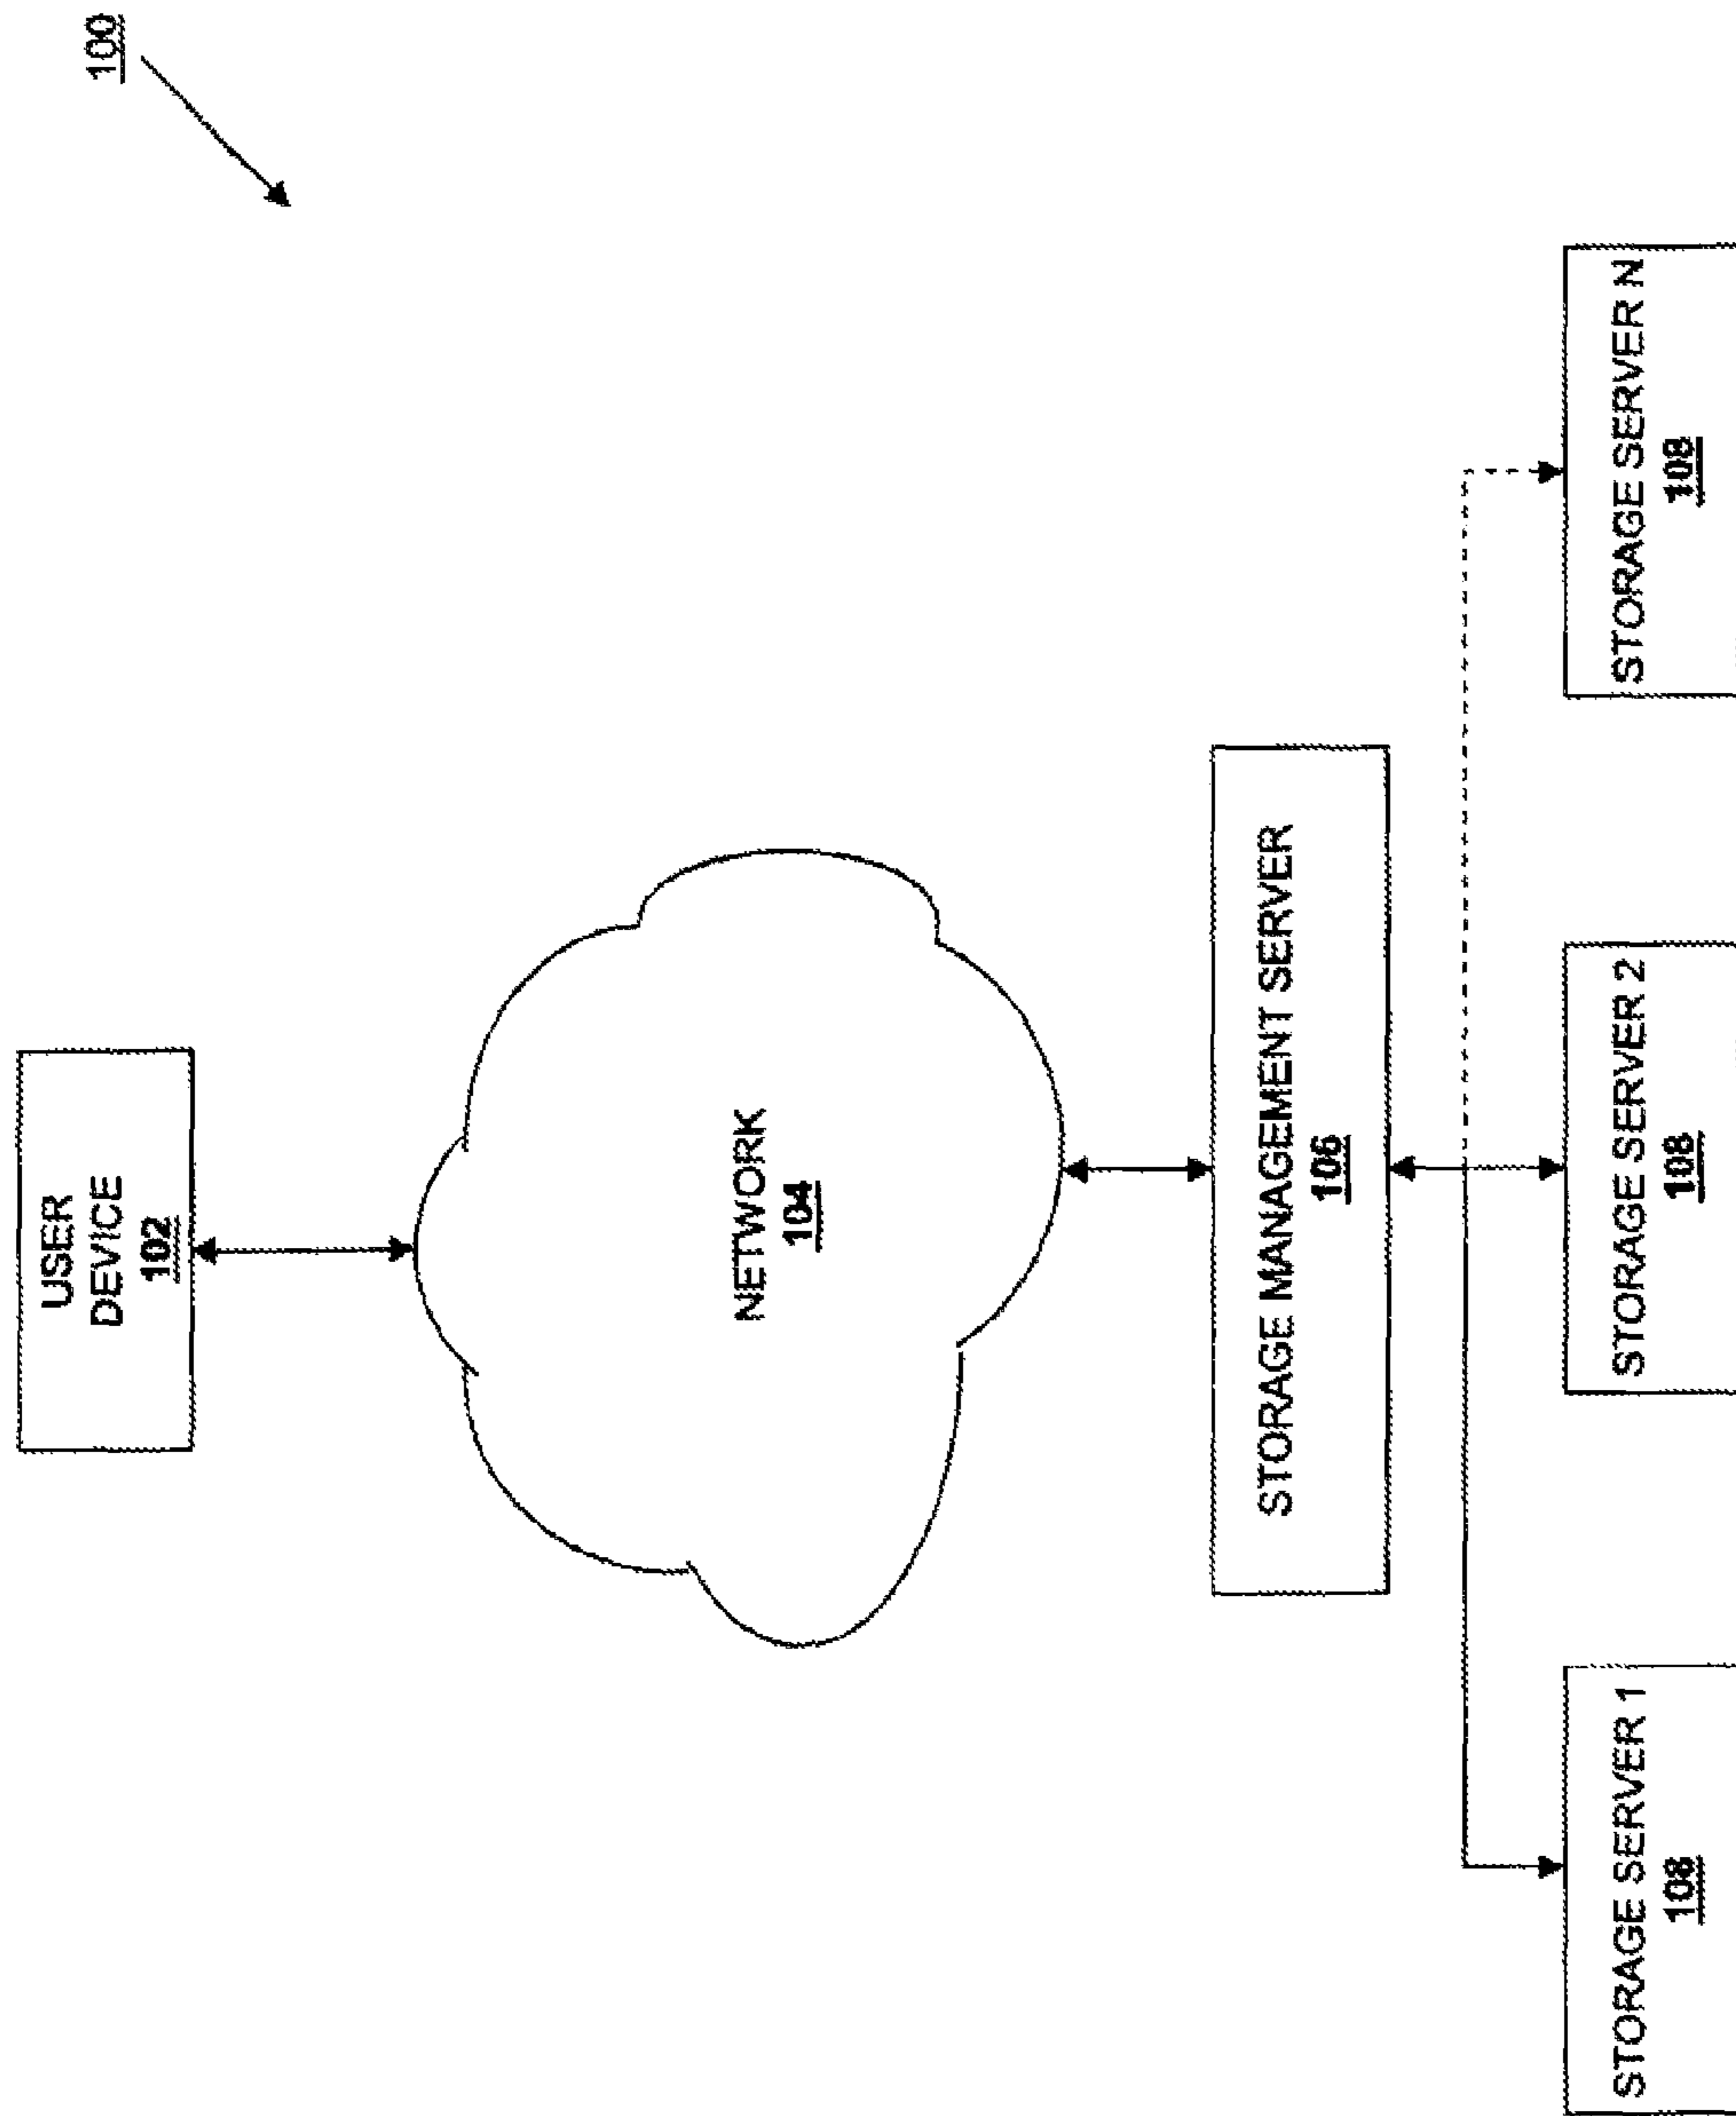 100
USER
DEVICE
102
NETWORK
104
STORAGE MANAGEMENT SERVER
106
STORAGE SERVER 1
108
STORAGE SERVER 2
108
STORAGE SERVER N
108